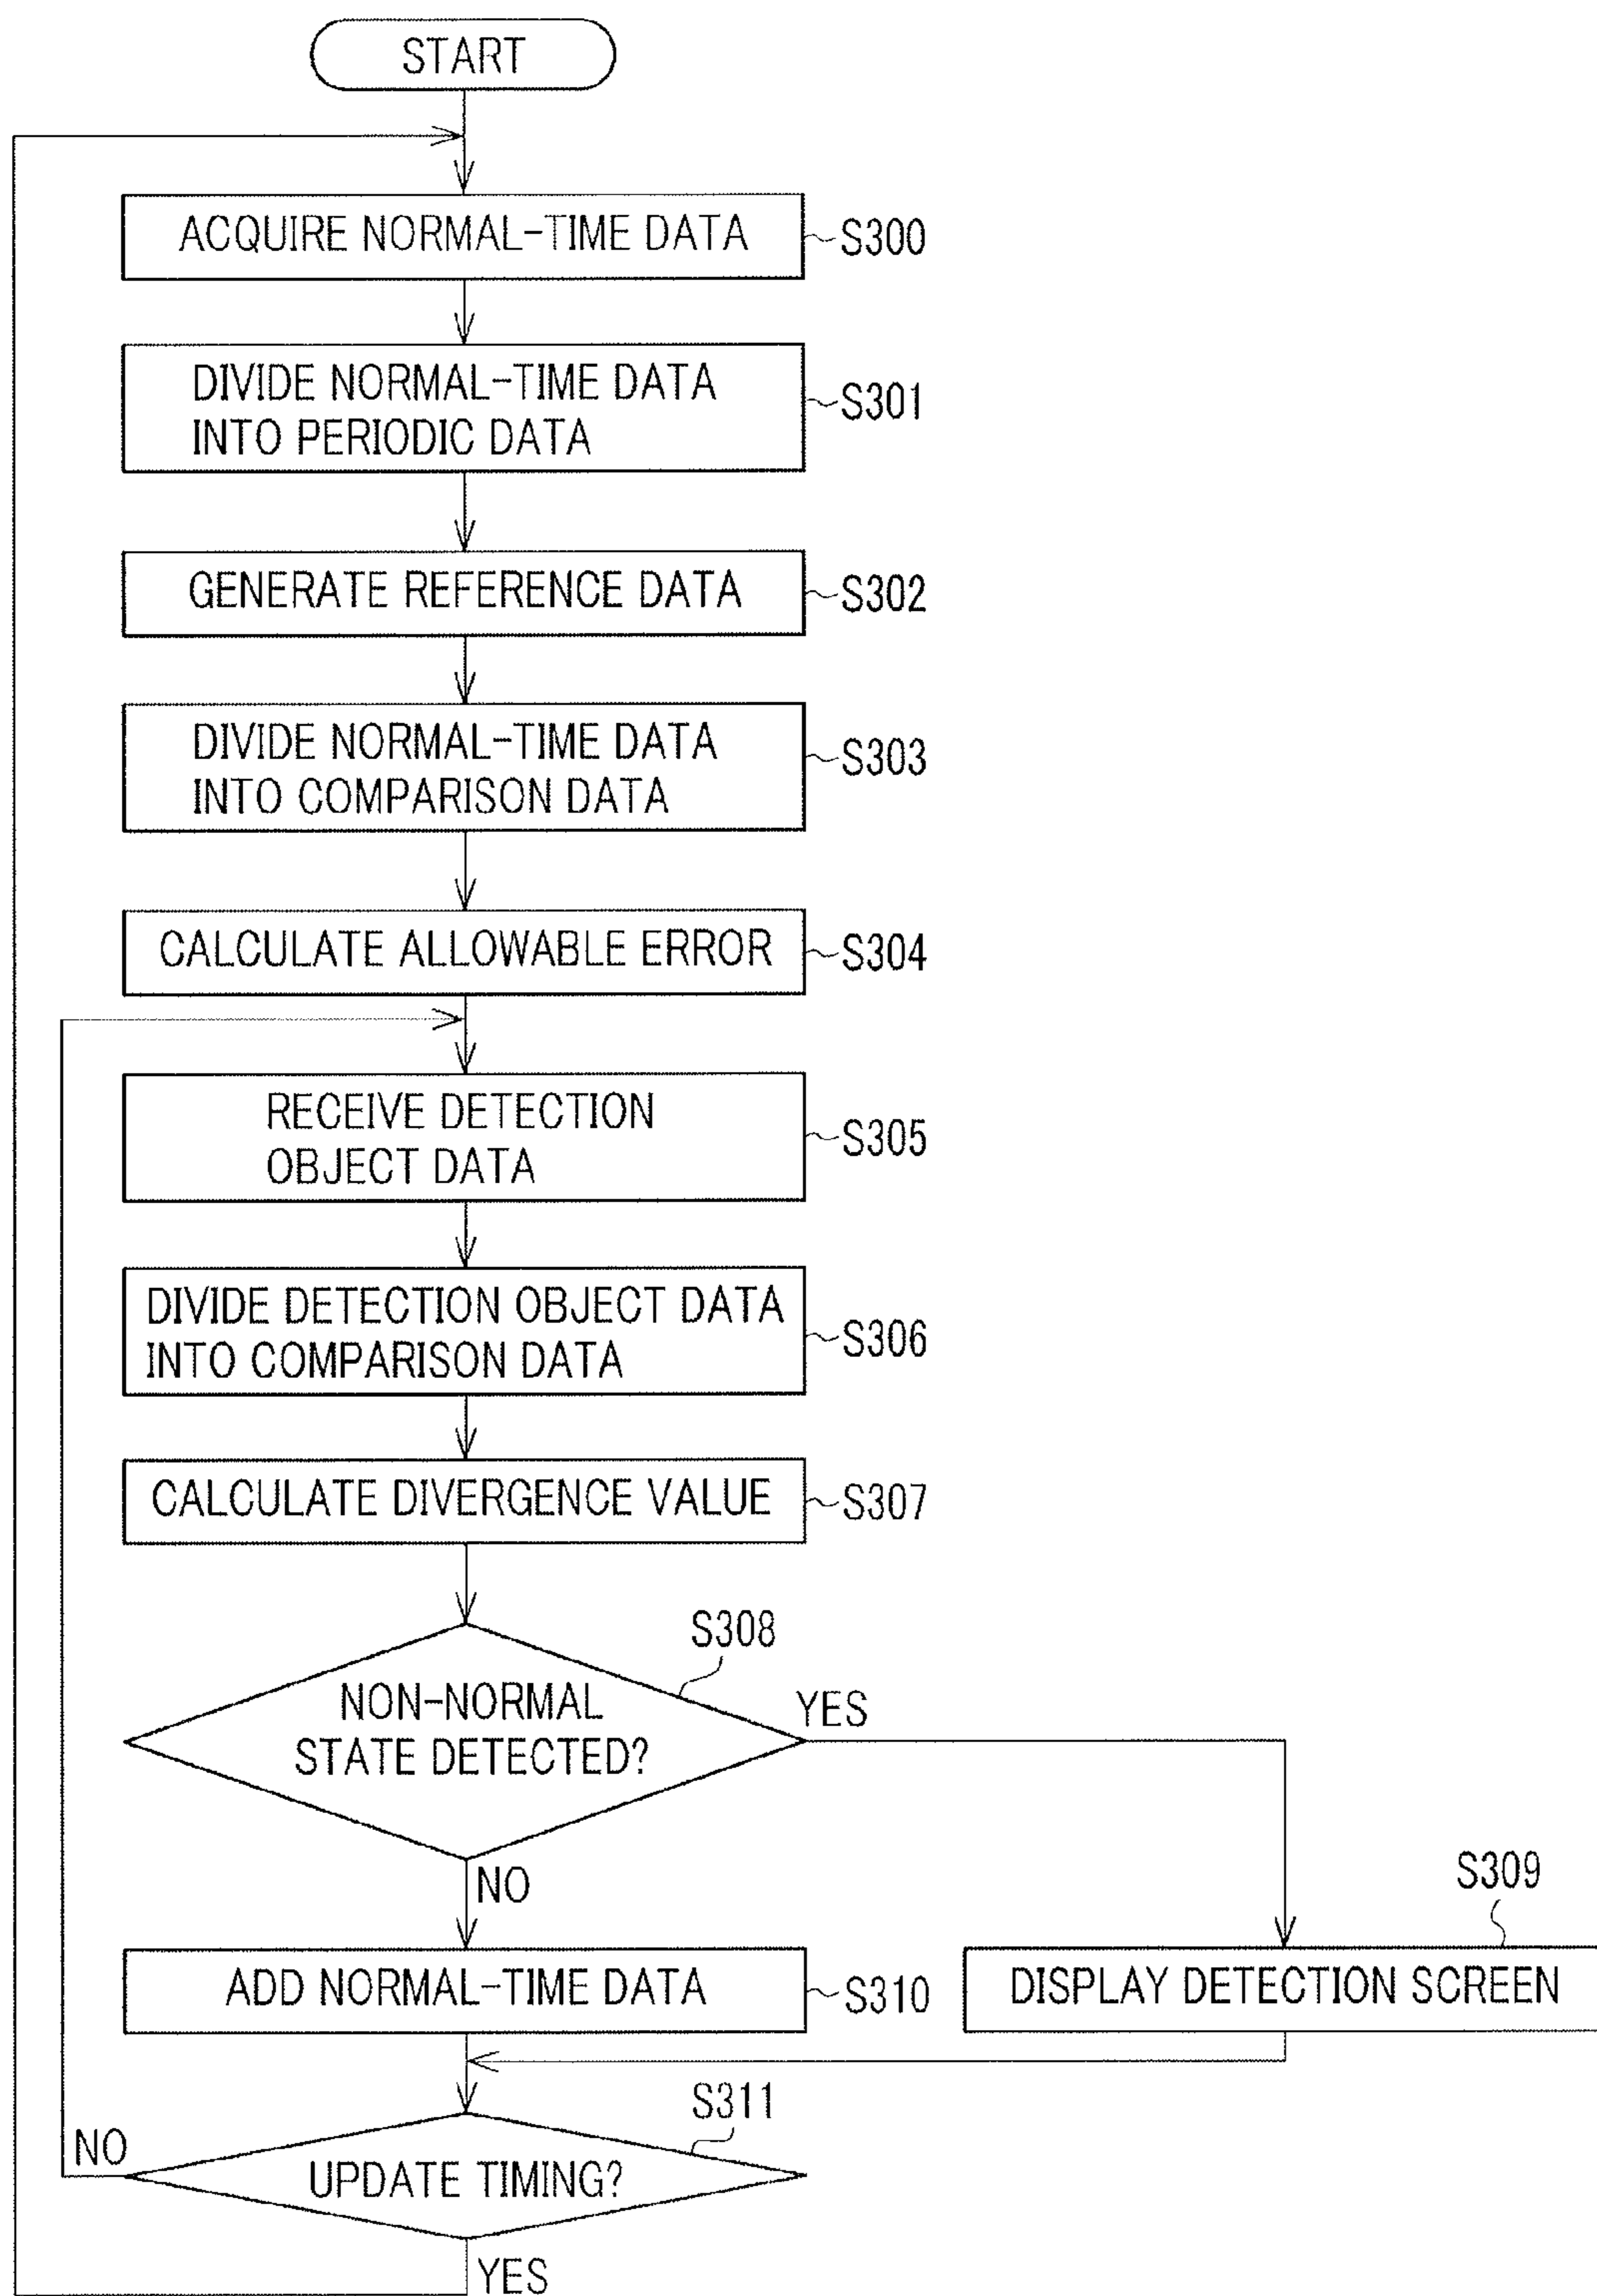 START
ACQUIRE NORMAL-TIME DATA
S300
DIVIDE NORMAL-TIME DATA
INTO PERIODIC DATA
S301
GENERATE REFERENCE DATA
S302
DIVIDE NORMAL-TIME DATA
INTO COMPARISON DATA
S303
CALCULATE ALLOWABLE ERROR
S304
RECEIVE DETECTION
OBJECT DATA
S305
DIVIDE DETECTION OBJECT DATA
INTO COMPARISON DATA
S306
CALCULATE DIVERGENCE VALUE
S307
S308
NON-NORMAL
STATE DETECTED?
YES
NO
S309
ADD NORMAL-TIME DATA
S310
DISPLAY DETECTION SCREEN
S311
NO
UPDATE TIMING?
YES